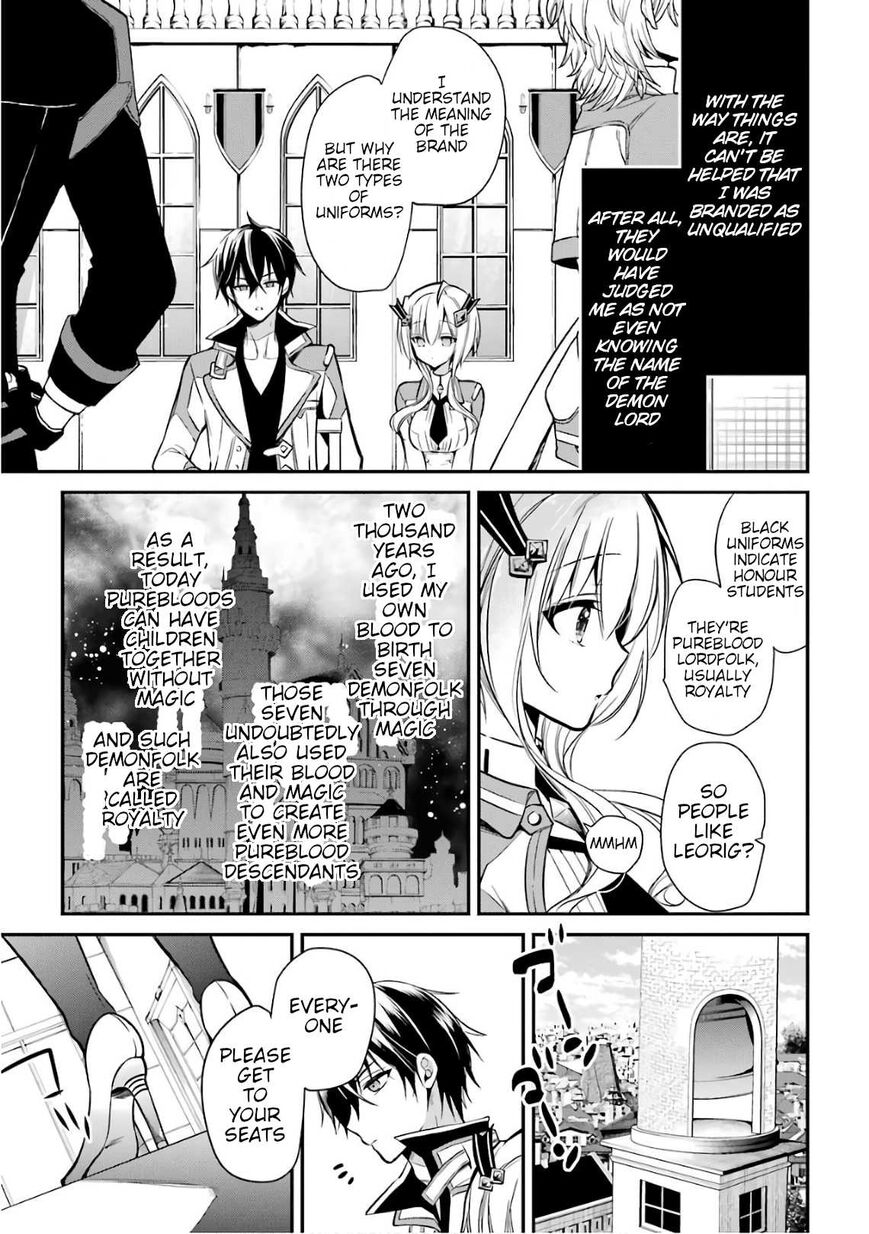 WITH THE
WAY THINGS
ARE, IT
CAN'T BE
HELPED THAT
I WAS
BRANDED AS
UNQUALIFIED
AFTER ALL,
THEY
WOULD
HAVE
JUDGED
ME AS NOT
EVEN
KNOWING
THE NAME
OF THE
DEMON
LORD
I
UNDERSTAND
THE MEANING
OF THE
BRAND
BUT WHY
ARE THERE
TWO TYPES
OF
UNIFORMS?
BLACK
UNIFORMS
INDICATE
HONOUR
STUDENTS
THEY'RE
PUREBLOOD
LORDFOLK,
USUALLY
ROYALTY
SO
PEOPLE
LIKE
LEORIG?
MMHM
TWO
THOUSAND
YEARS
AGO, I
USED MY
OWN
BLOOD TO
BIRTH
SEVEN
DEMONFOLK
THROUGH
MAGIC
THOSE
SEVEN
UNDOUBTEDLY
ALSO USED
THEIR BLOOD
AND MAGIC
TO CREATE
EVEN MORE
PUREBLOOD
DESCENDANTS
AS A
RESULT,
TODAY
PUREBLOODS
CAN HAVE
CHILDREN
TOGETHER
WITHOUT
MAGIC
AND SUCH
DEMONFOLK
ARE
CALLED
ROYALTY
EVERY-
ONE
PLEASE
GET
TO
YOUR
SEATS